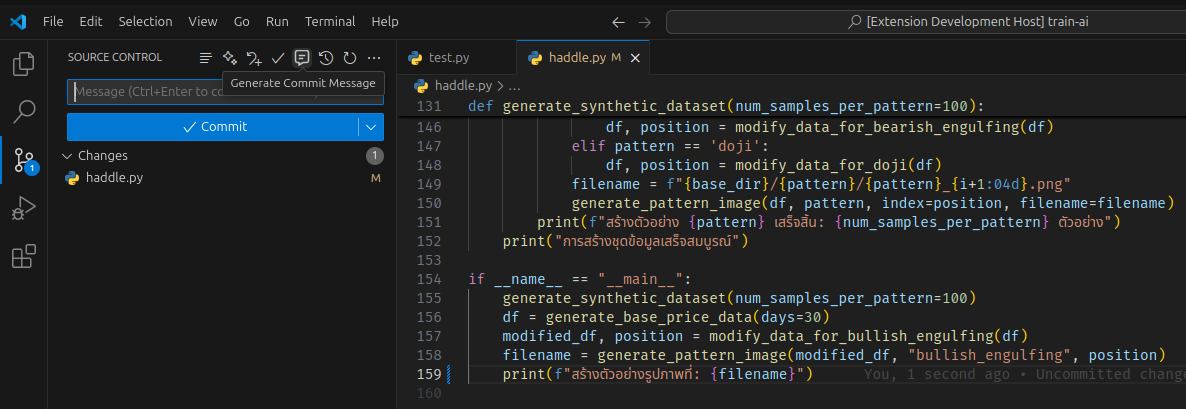 File Edit Selection View Go Run Terminal Help
[Extension Development Host] train-ai
SOURCE CONTROL
Generate Commit Message
Message (Ctrl+Enter to co
Commit
Changes
1
haddle.py
M
1
test.py
haddle.py M
haddle.py > ...
131 def generate_synthetic_dataset(num_samples_per_pattern=100):
146 df, position = modify_data_for_bearish_engulfing(df)
147 elif pattern == 'doji':
148 df, position = modify_data_for_doji(df)
149 filename = f"{base_dir}/{pattern}/{pattern}_{i+1:04d}.png"
150 generate_pattern_image(df, pattern, index=position, filename=filename)
151 print(f"สร้างตัวอย่าง {pattern} เสร็จสิ้น: {num_samples_per_pattern} ตัวอย่าง")
152 print("การสร้างชุดข้อมูลเสร็จสมบูรณ์")
153
154 if __name__ == "__main__":
155 generate_synthetic_dataset(num_samples_per_pattern=100)
156 df = generate_base_price_data(days=30)
157 modified_df, position = modify_data_for_bullish_engulfing(df)
158 filename = generate_pattern_image(modified_df, "bullish_engulfing", position)
159 print(f"สร้างตัวอย่างรูปภาพที่: {filename}") You, 1 second ago • Uncommitted change
160